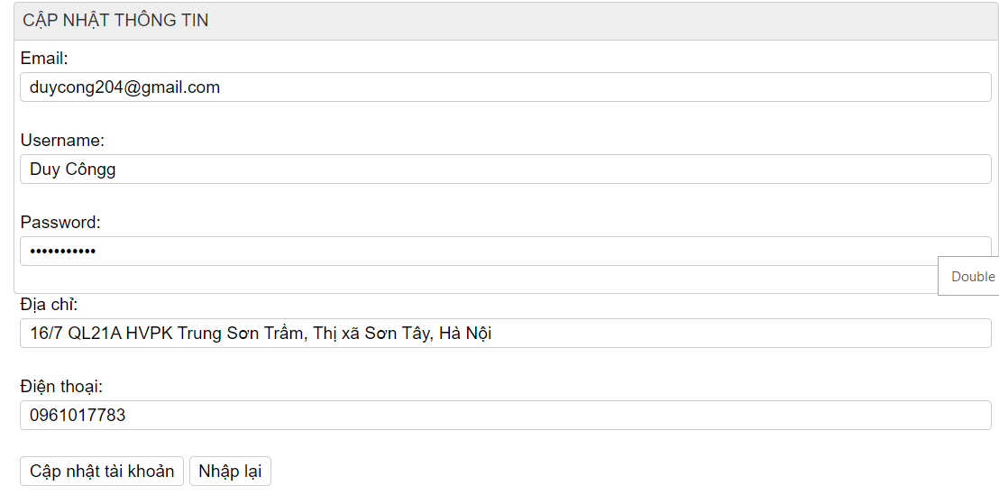 CẬP NHẬT THÔNG TIN
Email:
duycong204@gmail.com
Username:
Duy Côngg
Password:
•••••••••••
Double
Địa chỉ:
16/7 QL21A HVPK Trung Sơn Trầm, Thị xã Sơn Tây, Hà Nội
Điện thoại:
0961017783
Cập nhật tài khoản Nhập lại